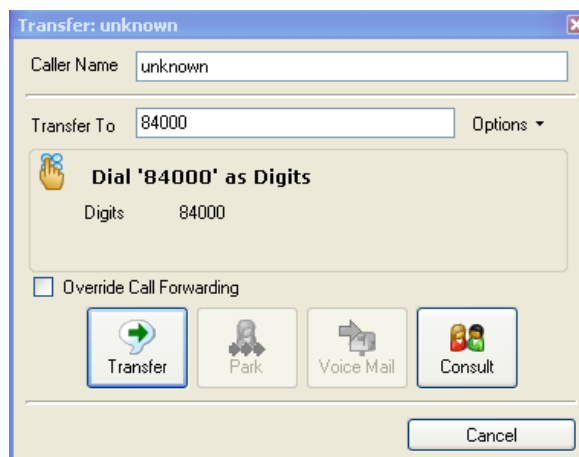 Transfer: unknown
Caller Name unknown
Transfer To 84000 Options
Dial '84000' as Digits
Digits 84000
Override Call Forwarding
Transfer Park Voice Mail Consult
Cancel